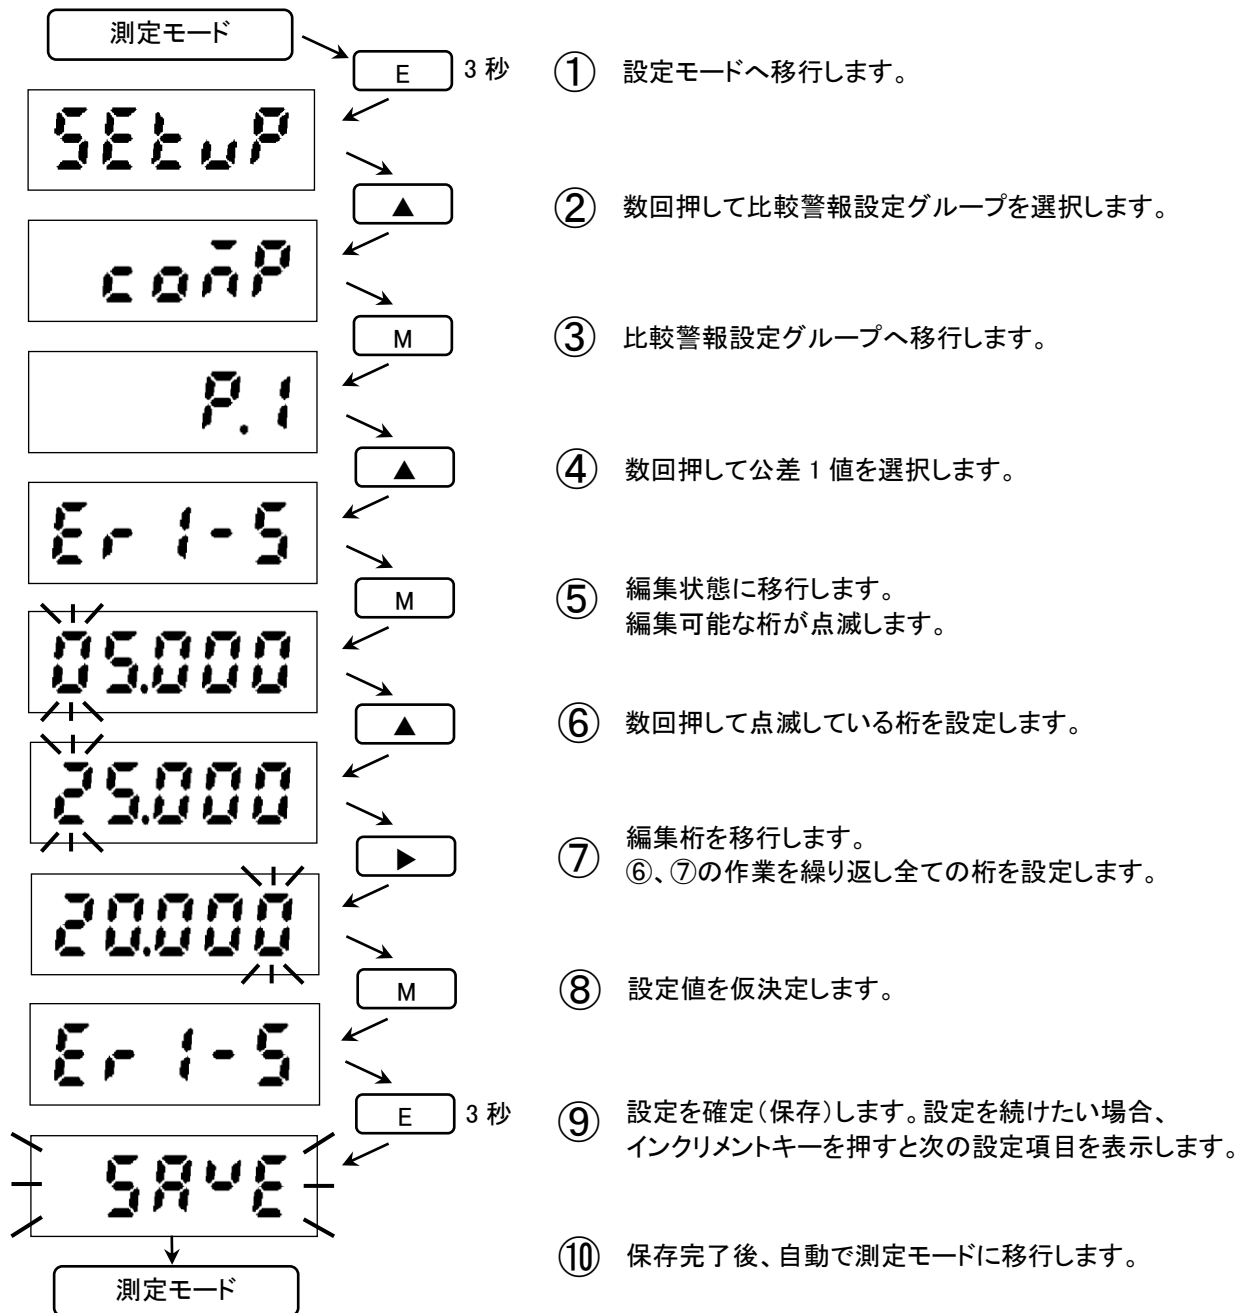 測定モード
E 3 秒 ① 設定モードへ移行します。
SEtuP
▲ ② 数回押して比較警報設定グループを選択します。
comP
M ③ 比較警報設定グループへ移行します。
P.1
▲ ④ 数回押して公差 1 値を選択します。
Er1-S
M ⑤ 編集状態に移行します。
編集可能な桁が点滅します。
05.000
▲ ⑥ 数回押して点滅している桁を設定します。
25.000
▶ ⑦ 編集桁を移行します。
⑥、⑦の作業を繰り返し全ての桁を設定します。
20.000
M ⑧ 設定値を仮決定します。
Er1-S
E 3 秒 ⑨ 設定を確定(保存)します。設定を続けたい場合、
インクリメントキーを押すと次の設定項目を表示します。
SAvE
⑩ 保存完了後、自動で測定モードに移行します。
測定モード